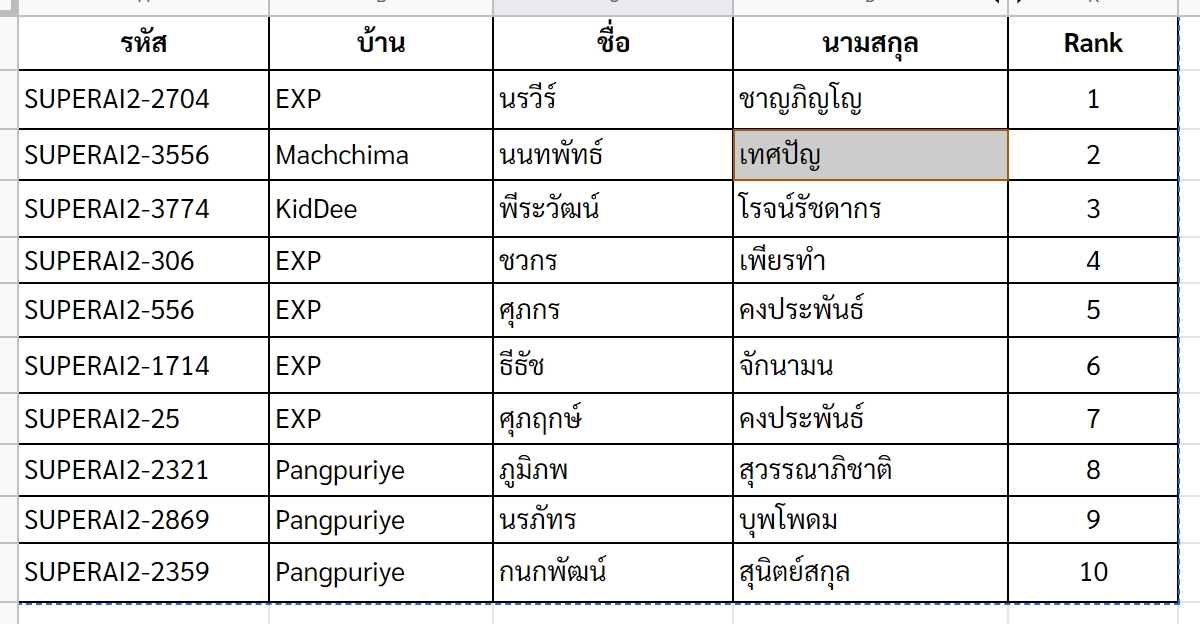 รหัส บ้าน ชื่อ นามสกุล Rank
SUPERAI2-2704 EXP นรวีร์ ชาญภิญโญ 1
SUPERAI2-3556 Machchima นนทพัทธ์ เทศปัญ 2
SUPERAI2-3774 KidDee พีระวัฒน์ โรจน์รัชดากร 3
SUPERAI2-306 EXP ชวกร เพียรทำ 4
SUPERAI2-556 EXP ศุภกร คงประพันธ์ 5
SUPERAI2-1714 EXP ธีธัช จักนามน 6
SUPERAI2-25 EXP ศุภฤกษ์ คงประพันธ์ 7
SUPERAI2-2321 Pangpuriye ภูมิภพ สุวรรณาภิชาติ 8
SUPERAI2-2869 Pangpuriye นรภัทร บุพโพดม 9
SUPERAI2-2359 Pangpuriye กนกพัฒน์ สุนิตย์สกุล 10